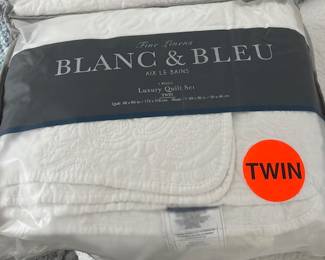 Fine Linens
BLANC & BLEU
AIX LE BAINS
Luxury Quilt Set
TWIN
TWIN